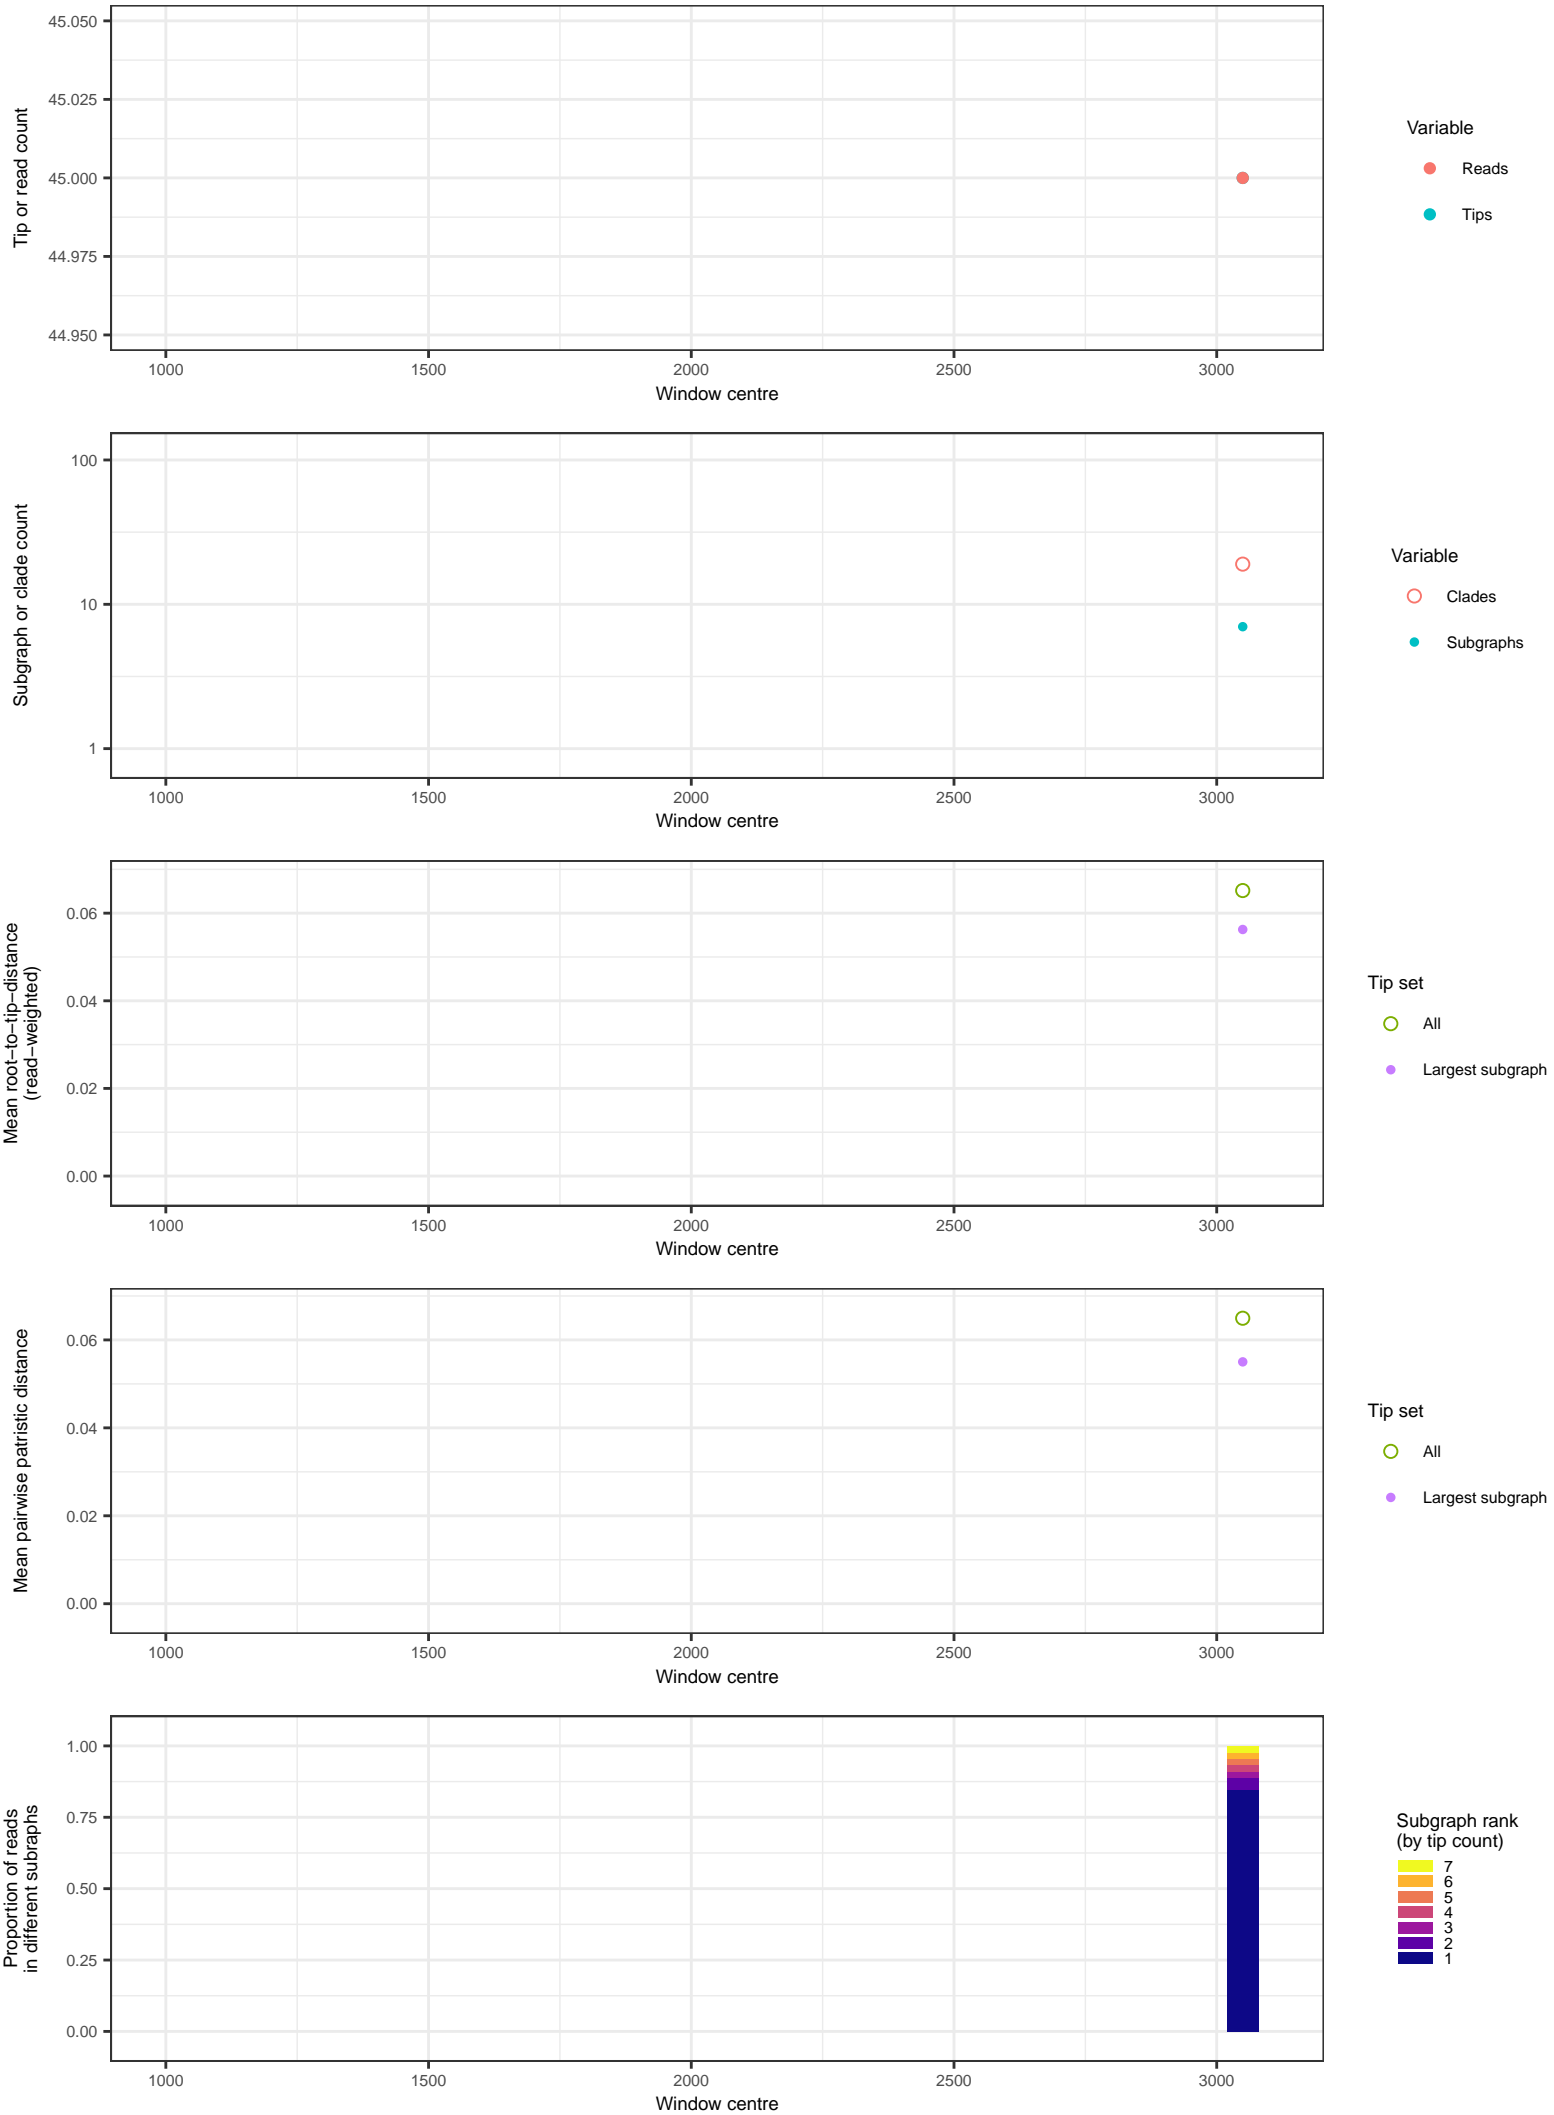 45.050
45.025
45.000
44.975
44.950
Tip or read count
1000 1500 2000 2500 3000
Window centre
Variable
Reads
Tips
100
10
1
Subgraph or clade count
1000 1500 2000 2500 3000
Window centre
Variable
Clades
Subgraphs
0.06
0.04
0.02
0.00
Mean root−to−tip−distance
(read−weighted)
1000 1500 2000 2500 3000
Window centre
Tip set
All
Largest subgraph
0.06
0.04
0.02
0.00
Mean pairwise patristic distance
1000 1500 2000 2500 3000
Window centre
Tip set
All
Largest subgraph
1.00
0.75
0.50
0.25
0.00
Proportion of reads
in different subraphs
1000 1500 2000 2500 3000
Window centre
Subgraph rank
(by tip count)
7
6
5
4
3
2
1